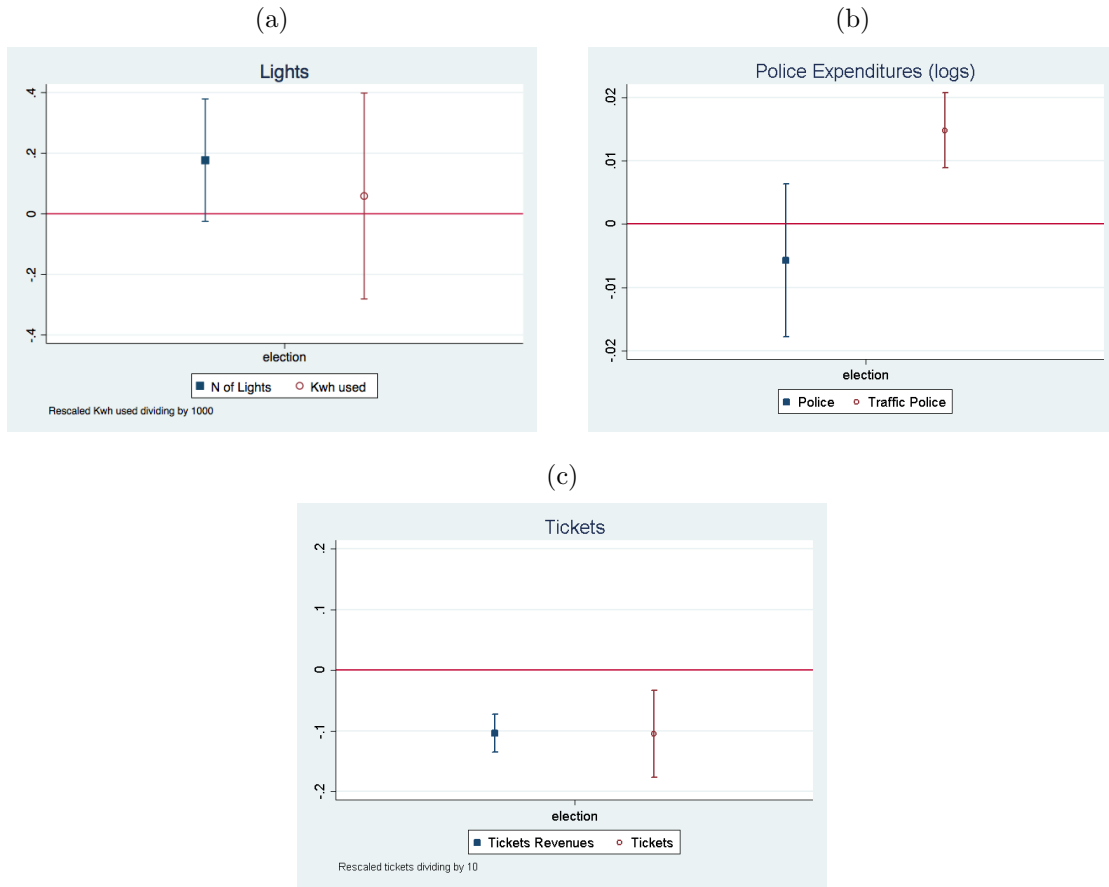 (a)
Lights
.4
.2
0
-.2
-.4
election
N of Lights Kwh used
Rescaled Kwh used dividing by 1000
(b)
Police Expenditures (logs)
.02
.01
0
-.01
-.02
election
Police Traffic Police
(c)
Tickets
.2
.1
0
-.1
-.2
election
Tickets Revenues Tickets
Rescaled tickets dividing by 10